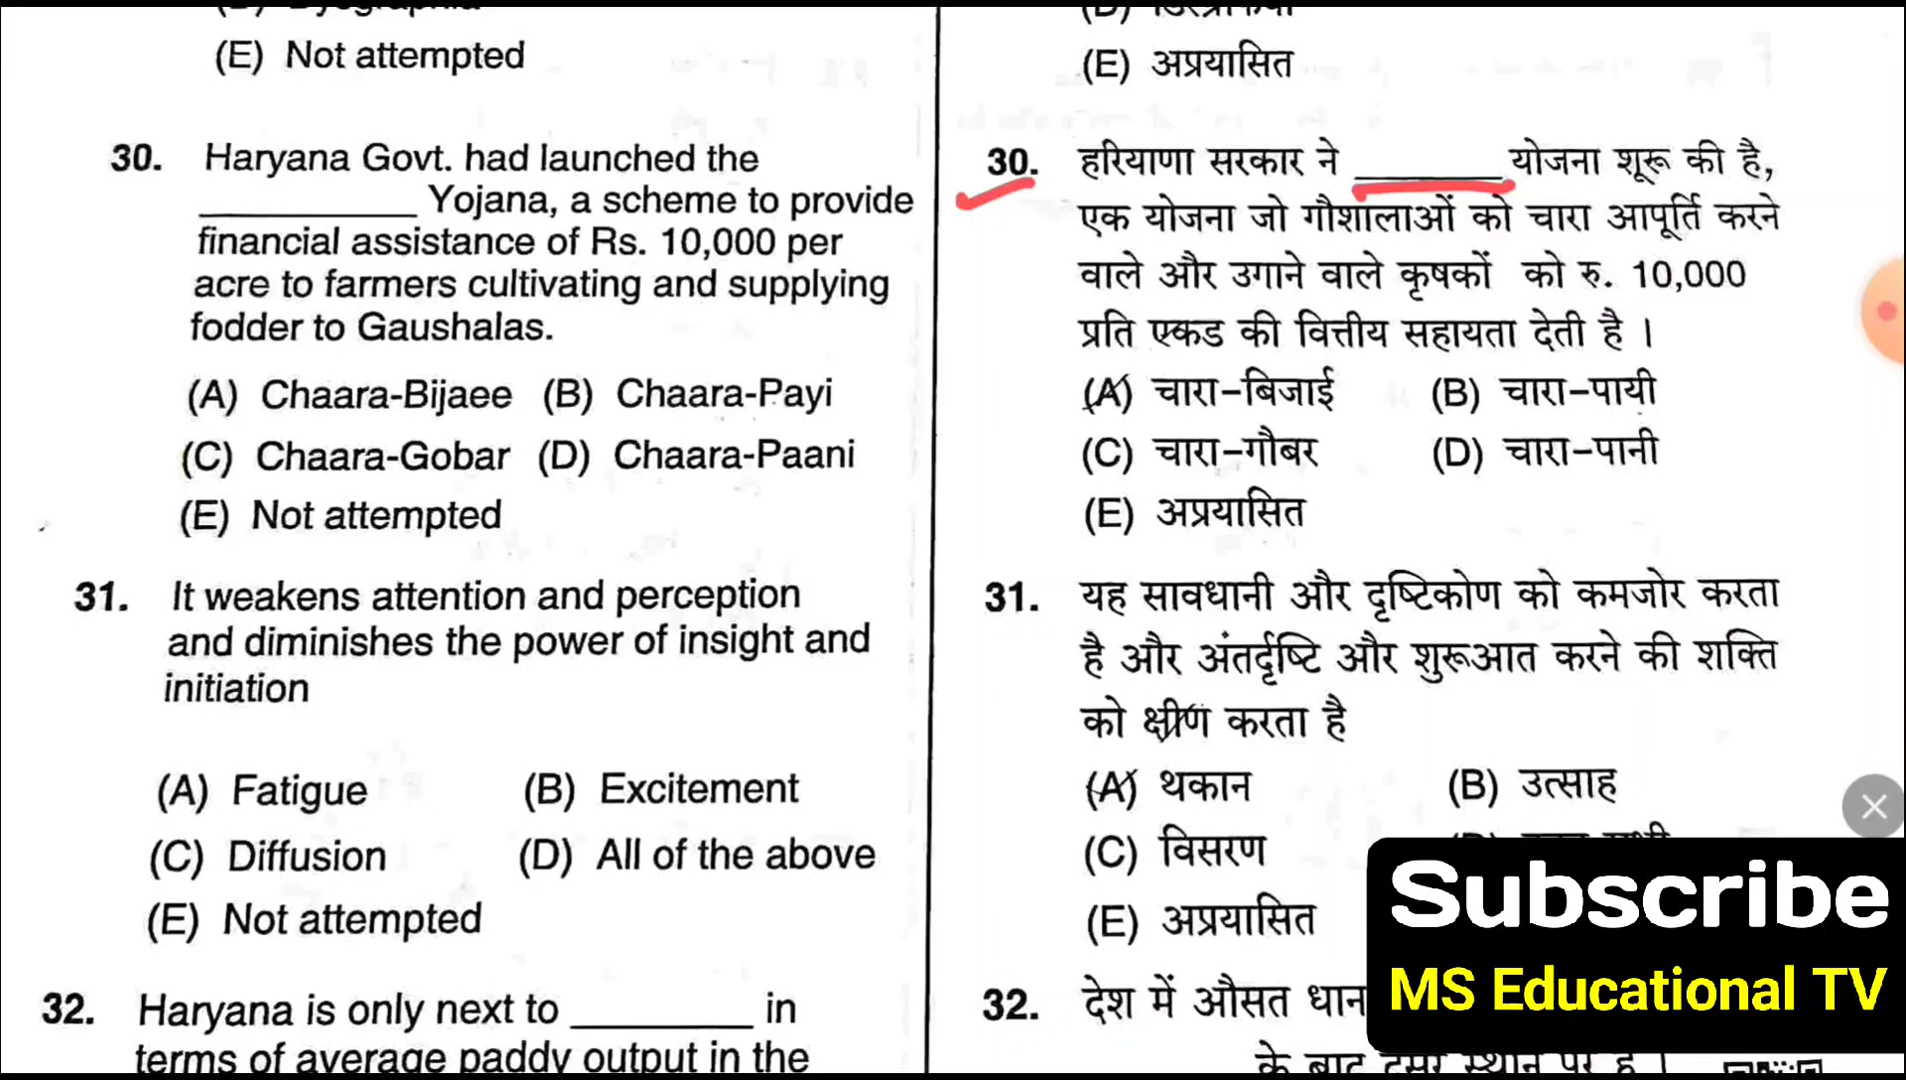 (E) Not attempted
30. Haryana Govt. had launched the
__________ Yojana, a scheme to provide
financial assistance of Rs. 10,000 per
acre to farmers cultivating and supplying
fodder to Gaushalas.
(A) Chaara-Bijaee (B) Chaara-Payi
(C) Chaara-Gobar (D) Chaara-Paani
(E) Not attempted
31. It weakens attention and perception
and diminishes the power of insight and
initiation
(A) Fatigue (B) Excitement
(C) Diffusion (D) All of the above
(E) Not attempted
32. Haryana is only next to __________ in
terms of average paddy output in the
(E) अप्रयासित
30. हरियाणा सरकार ने ________ योजना शूरू की है,
एक योजना जो गौशालाओं को चारा आपूर्ति करने
वाले और उगाने वाले कृषकों को रु. 10,000
प्रति एकड की वित्तीय सहायता देती है ।
(A) चारा-बिजाई (B) चारा-पायी
(C) चारा-गौबर (D) चारा-पानी
(E) अप्रयासित
31. यह सावधानी और दृष्टिकोण को कमजोर करता
है और अंतर्दृष्टि और शुरूआत करने की शक्ति
को क्षीण करता है
(A) थकान (B) उत्साह
(C) विसरण
(E) अप्रयासित
32. देश में औसत धान
के बाद दूसरे स्थान पर है ।
Subscribe
MS Educational TV